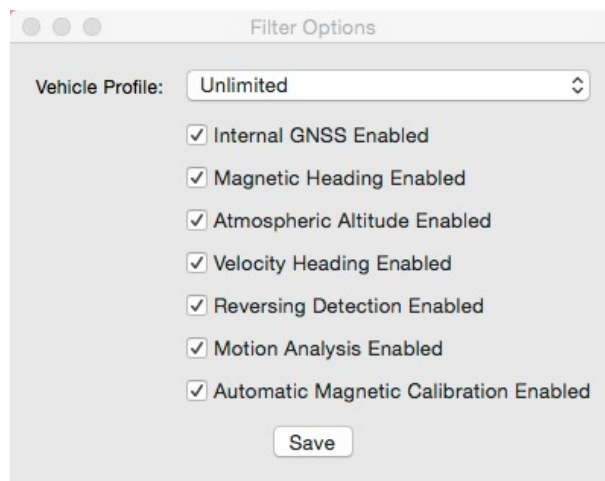 Filter Options
Vehicle Profile: Unlimited
Internal GNSS Enabled
Magnetic Heading Enabled
Atmospheric Altitude Enabled
Velocity Heading Enabled
Reversing Detection Enabled
Motion Analysis Enabled
Automatic Magnetic Calibration Enabled
Save